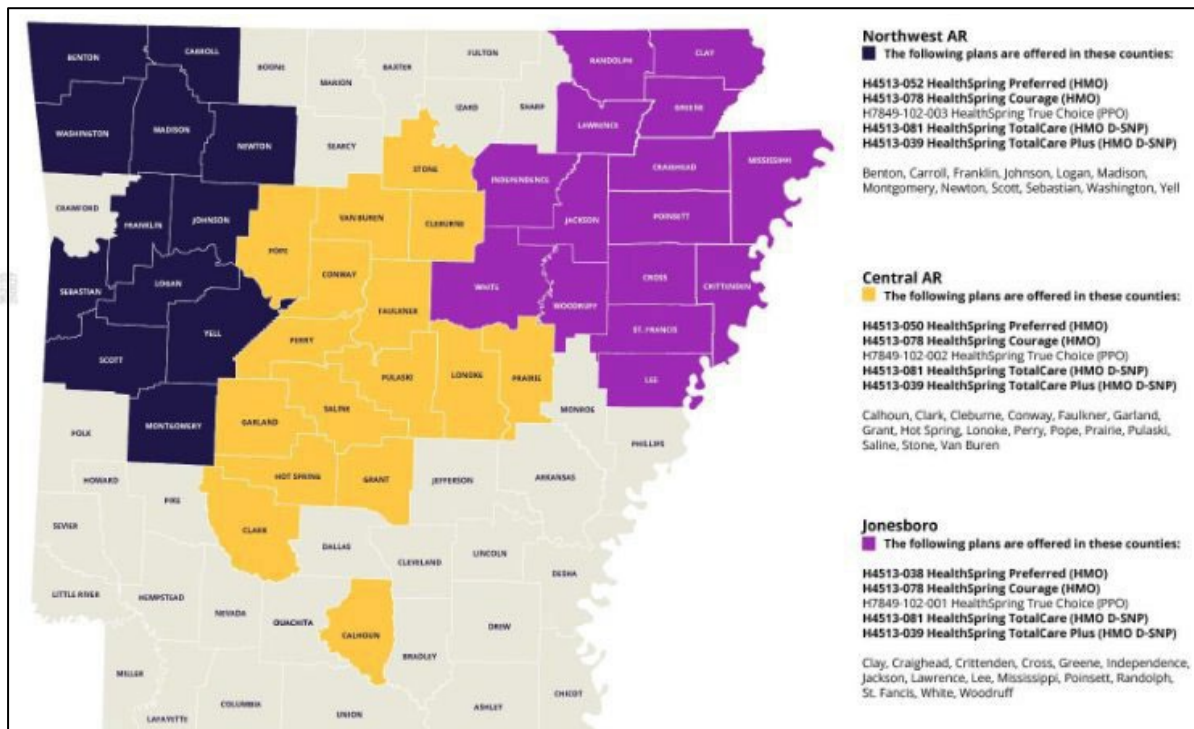 BENTON
CARROLL
BOONE
MARION
BAXTER
FULTON
IZARD
SHARP
RANDOLPH
CLAY
GREENE
LAWRENCE
WASHINGTON
MADISON
NEWTON
SEARCY
STONE
INDEPENDENCE
CRAIGHEAD
MISSISSIPPI
CRAWFORD
FRANKLIN
JOHNSON
POPE
VAN BUREN
CLEBURNE
JACKSON
POINSETT
SEBASTIAN
LOGAN
CONWAY
FAULKNER
WHITE
WOODRUFF
CROSS
CRITTENDEN
YELL
SCOTT
PERRY
ST. FRANCIS
PULASKI
LONOKE
PRAIRIE
LEE
MONTGOMERY
GARLAND
SALINE
MONROE
POLK
PHILLIPS
HOWARD
PIKE
HOT SPRING
GRANT
JEFFERSON
ARKANSAS
SEVIER
CLARK
DALLAS
CLEVELAND
LINCOLN
DESHA
LITTLE RIVER
HEMPSTEAD
NEVADA
OUACHITA
CALHOUN
BRADLEY
DREW
MILLER
LAFAYETTE
COLUMBIA
UNION
ASHLEY
CHICOT
Northwest AR
The following plans are offered in these counties:
H4513-052 HealthSpring Preferred (HMO)
H4513-078 HealthSpring Courage (HMO)
H7849-102-003 HealthSpring True Choice (PPO)
H4513-081 HealthSpring TotalCare (HMO D-SNP)
H4513-039 HealthSpring TotalCare Plus (HMO D-SNP)
Benton, Carroll, Franklin, Johnson, Logan, Madison,
Montgomery, Newton, Scott, Sebastian, Washington, Yell
Central AR
The following plans are offered in these counties:
H4513-050 HealthSpring Preferred (HMO)
H4513-078 HealthSpring Courage (HMO)
H7849-102-002 HealthSpring True Choice (PPO)
H4513-081 HealthSpring TotalCare (HMO D-SNP)
H4513-039 HealthSpring TotalCare Plus (HMO D-SNP)
Calhoun, Clark, Cleburne, Conway, Faulkner, Garland,
Grant, Hot Spring, Lonoke, Perry, Pope, Prairie, Pulaski,
Saline, Stone, Van Buren
Jonesboro
The following plans are offered in these counties:
H4513-038 HealthSpring Preferred (HMO)
H4513-078 HealthSpring Courage (HMO)
H7849-102-001 HealthSpring True Choice (PPO)
H4513-081 HealthSpring TotalCare (HMO D-SNP)
H4513-039 HealthSpring TotalCare Plus (HMO D-SNP)
Clay, Craighead, Crittenden, Cross, Greene, Independence,
Jackson, Lawrence, Lee, Mississippi, Poinsett, Randolph,
St. Fancis, White, Woodruff